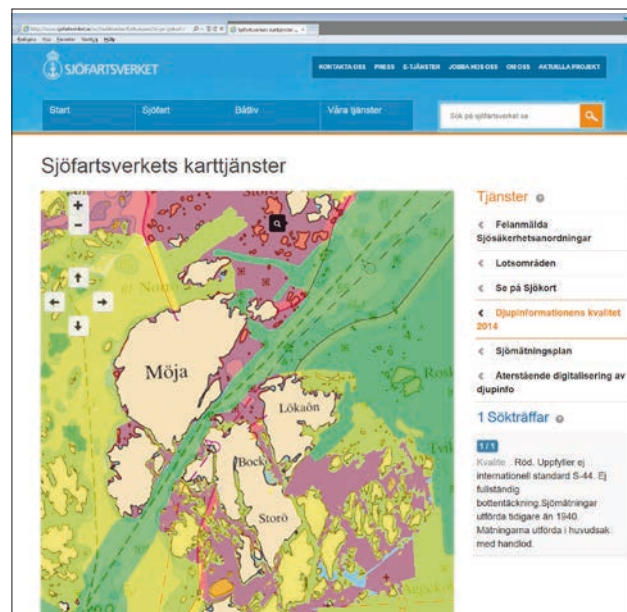 SJÖFARTSVERKET
KONTAKTA OSS PRESS E-TJÄNSTER JOBBA HOS OSS OM OSS AKTUELLA PROJEKT
Start Sjöfart Båtliv Våra tjänster
Sök på sjöfartsverket.se
Sjöfartsverkets karttjänster
Möja
Lökaön
Bock
Storö
Tjänster
Felanmälda
Sjösäkerhetsanordningar
Lotsområden
Se på Sjökort
Djupinformationens kvalitet
2014
Sjömätningsplan
Återstående digitalisering av
djupinfo
1 Sökträffar
1 / 1
Kvalite Röd. Uppfyller ej
internationell standard S-44. Ej
fullständig
bottentäckning.Sjömätningar
utförda tidigare än 1940.
Mätningarna utförda i huvudsak
med handlod.